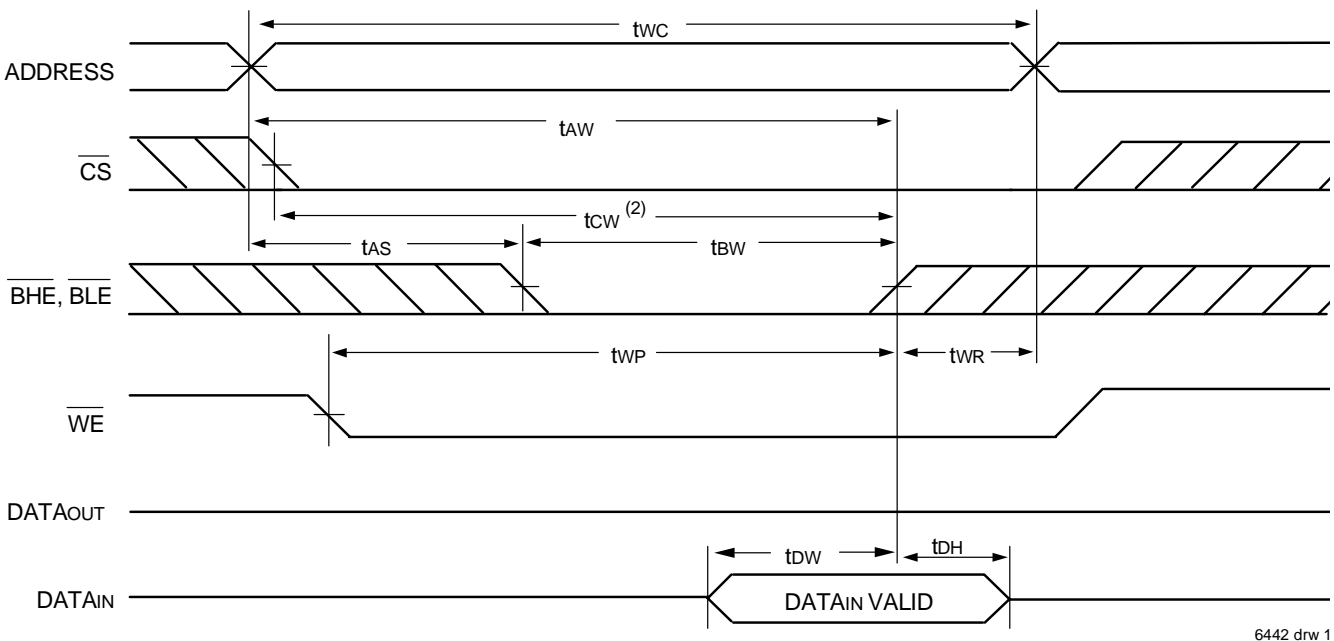 tWC
ADDRESS
tAW
CS
tCW (2)
tAS
tBW
BHE, BLE
tWP
tWR
WE
DATAOUT
tDW
tDH
DATAIN
DATAIN VALID
6442 drw 1